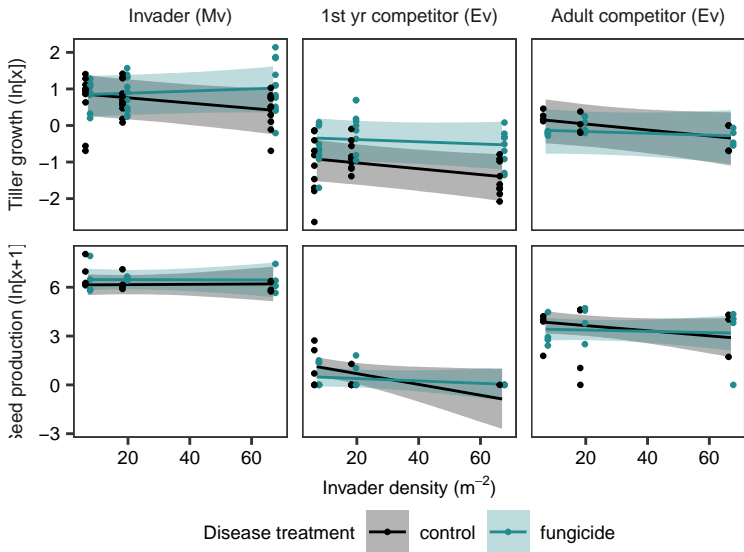 Invader (Mv) 1st yr competitor (Ev) Adult competitor (Ev)
Tiller growth (ln[x])
2
1
0
−1
−2
Seed production (ln[x+1]
6
3
0
−3
20 40 60 20 40 60 20 40 60
Invader density (m⁻²)
Disease treatment control fungicide